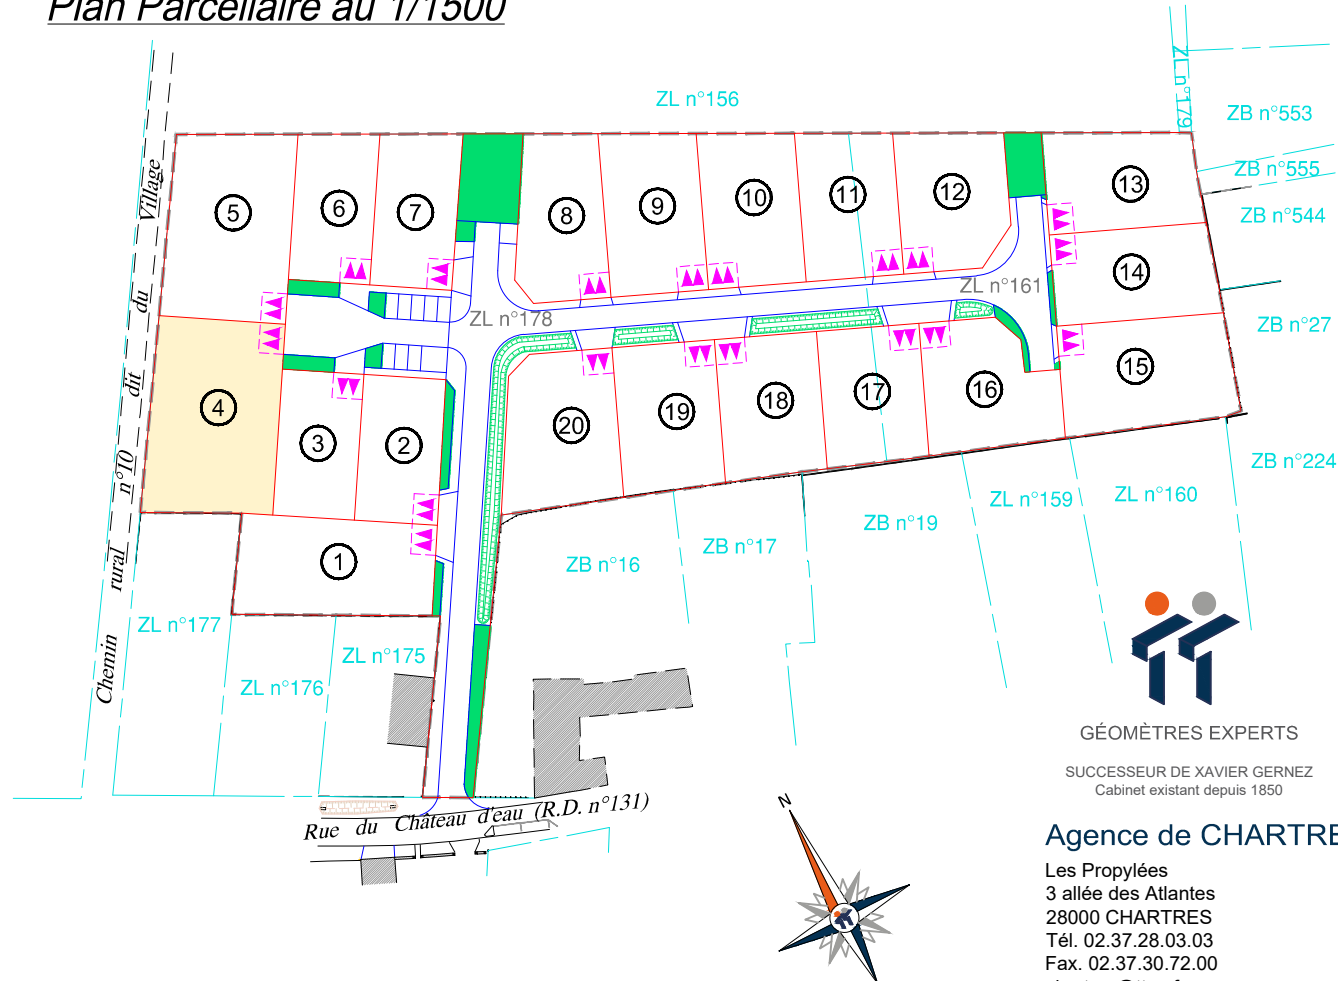 Plan Parcellaire au 1/1500
ZL n°156
ZL n°179
ZB n°553
ZB n°555
ZB n°544
ZB n°27
ZB n°224
Chemin rural n°10 dit du Village
5
6
7
8
9
10
11
12
13
14
15
ZL n°161
ZL n°178
4
3
2
1
20
19
18
17
16
ZL n°177
ZL n°176
ZL n°175
ZB n°16
ZB n°17
ZB n°19
ZL n°159
ZL n°160
Rue du Château d'eau (R.D. n°131)
N
GÉOMÈTRES EXPERTS
SUCCESSEUR DE XAVIER GERNEZ
Cabinet existant depuis 1850
Agence de CHARTRE
Les Propylées
3 allée des Atlantes
28000 CHARTRES
Tél. 02.37.28.03.03
Fax. 02.37.30.72.00